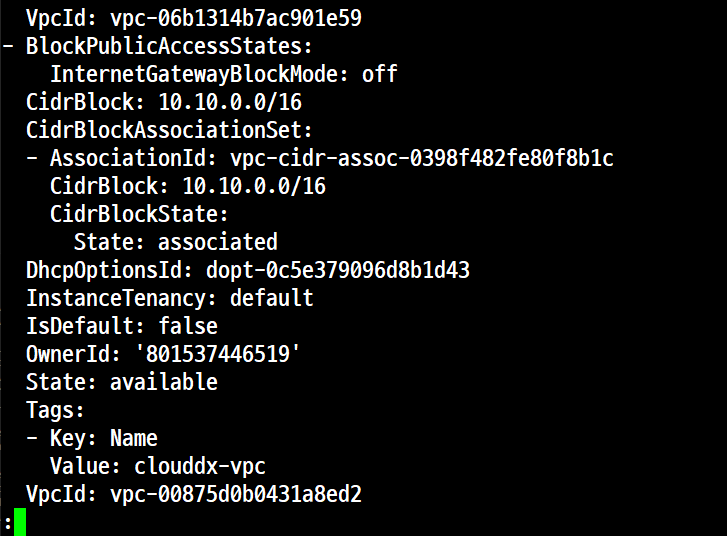 VpcId: vpc-06b1314b7ac901e59
- BlockPublicAccessStates:
    InternetGatewayBlockMode: off
  CidrBlock: 10.10.0.0/16
  CidrBlockAssociationSet:
  - AssociationId: vpc-cidr-assoc-0398f482fe80f8b1c
    CidrBlock: 10.10.0.0/16
    CidrBlockState:
      State: associated
  DhcpOptionsId: dopt-0c5e379096d8b1d43
  InstanceTenancy: default
  IsDefault: false
  OwnerId: '801537446519'
  State: available
  Tags:
  - Key: Name
    Value: clouddx-vpc
  VpcId: vpc-00875d0b0431a8ed2
: